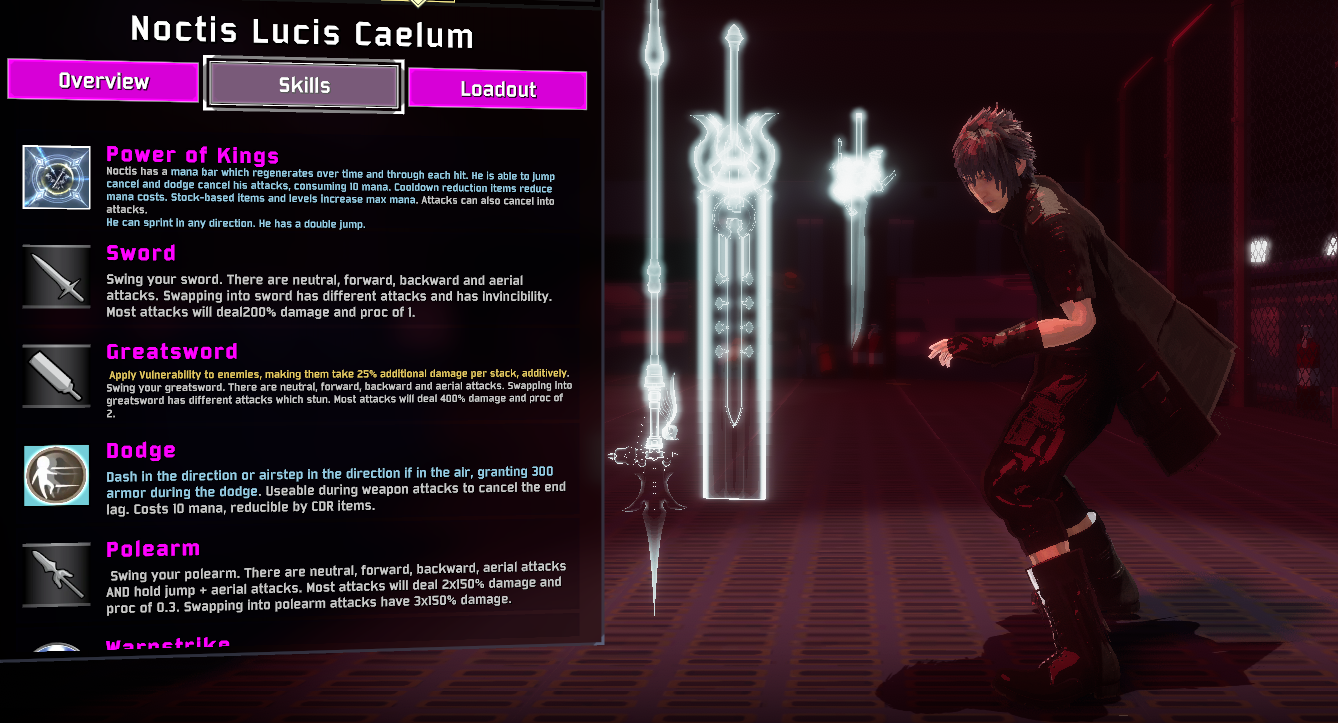 Noctis Lucis Caelum
Overview
Skills
Loadout
Power of Kings
Noctis has a mana bar which regenerates over time and through each hit. He is able to jump
cancel and dodge cancel his attacks, consuming 10 mana. Cooldown reduction items reduce
mana costs. Stock-based items and levels increase max mana. Attacks can also cancel into
attacks.
He can sprint in any direction. He has a double jump.
Sword
Swing your sword. There are neutral, forward, backward and aerial
attacks. Swapping into sword has different attacks and has invincibility.
Most attacks will deal200% damage and proc of 1.
Greatsword
Apply Vulnerability to enemies, making them take 25% additional damage per stack, additively.
Swing your greatsword. There are neutral, forward, backward and aerial attacks. Swapping into
greatsword has different attacks which stun. Most attacks will deal 400% damage and proc of
2.
Dodge
Dash in the direction or airstep in the direction if in the air, granting 300
armor during the dodge. Useable during weapon attacks to cancel the end
lag. Costs 10 mana, reducible by CDR items.
Polearm
Swing your polearm. There are neutral, forward, backward, aerial attacks
AND hold jump + aerial attacks. Most attacks will deal 2x150% damage and
proc of 0.3. Swapping into polearm attacks have 3x150% damage.
Warpstrike